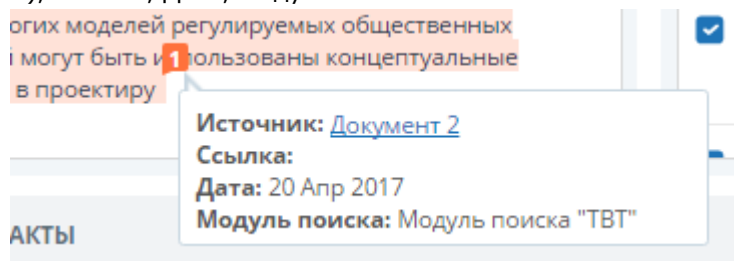 огих моделей регулируемых общественных
могут быть и 1 пользованы концептуальные
в проектиру
Источник: Документ 2
Ссылка:
Дата: 20 Апр 2017
Модуль поиска: Модуль поиска "ТВТ"
АКТЫ